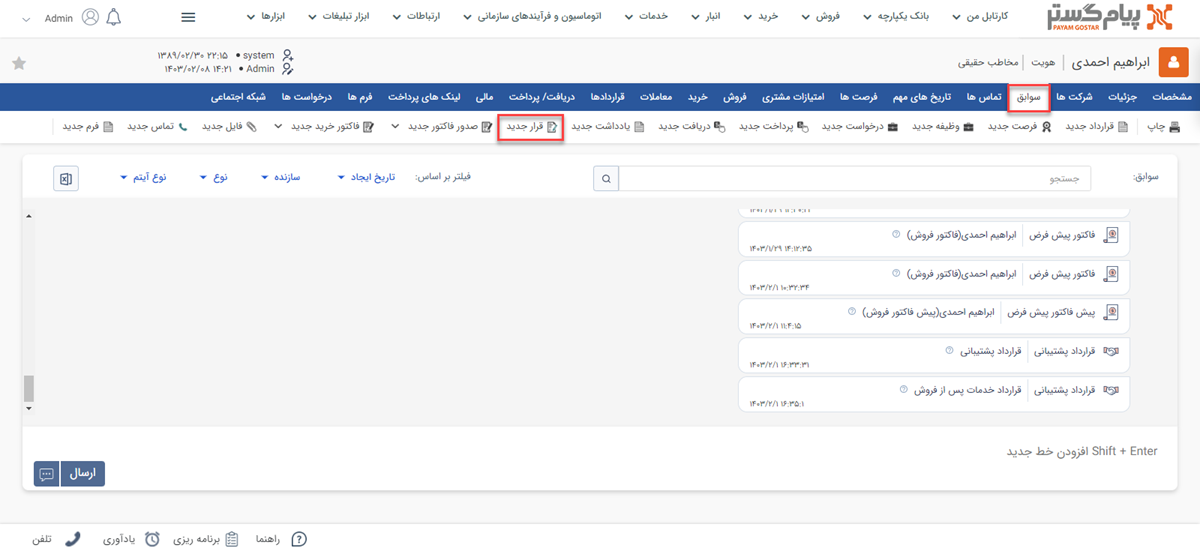 پیام گستر PAYAM GOSTAR کارتابل من بانک یکپارچه فروش خرید انبار خدمات اتوماسیون و فرآیندهای سازمانی ارتباطات ابزار تبلیغات ابزارها Admin
ابراهیم احمدی هویت مخاطب حقیقی
۱۳۸۹/۰۲/۳۰ ۲۲:۱۵ • system
۱۴۰۳/۰۲/۰۸ ۱۴:۲۱ • Admin
مشخصات جزئیات شرکت ها سوابق تماس ها تاریخ های مهم فرصت ها امتیازات مشتری فروش خرید معاملات قراردادها دریافت/ پرداخت مالی لینک های پرداخت فرم ها درخواست ها شبکه اجتماعی
چاپ قرارداد جدید فرصت جدید وظیفه جدید درخواست جدید پرداخت جدید دریافت جدید یادداشت جدید قرار جدید صدور فاکتور جدید فاکتور خرید جدید فایل جدید تماس جدید فرم جدید
سوابق: جستجو فیلتر بر اساس: تاریخ ایجاد سازنده نوع نوع آیتم
فاکتور پیش فرض ابراهیم احمدی(فاکتور فروش)
۱۴۰۳/۱/۲۹ ۱۴:۱۲:۳۵
فاکتور پیش فرض ابراهیم احمدی(فاکتور فروش)
۱۴۰۳/۲/۱ ۱۰:۳۲:۳۴
پیش فاکتور پیش فرض ابراهیم احمدی(پیش فاکتور فروش)
۱۴۰۳/۲/۱ ۱۱:۴:۱۵
قرارداد پشتیبانی قرارداد پشتیبانی
۱۴۰۳/۲/۱ ۱۶:۳۳:۳۱
قرارداد پشتیبانی قرارداد خدمات پس از فروش
۱۴۰۳/۲/۱ ۱۶:۳۵:۱
Shift + Enter افزودن خط جدید
ارسال
راهنما برنامه ریزی یادآوری تلفن